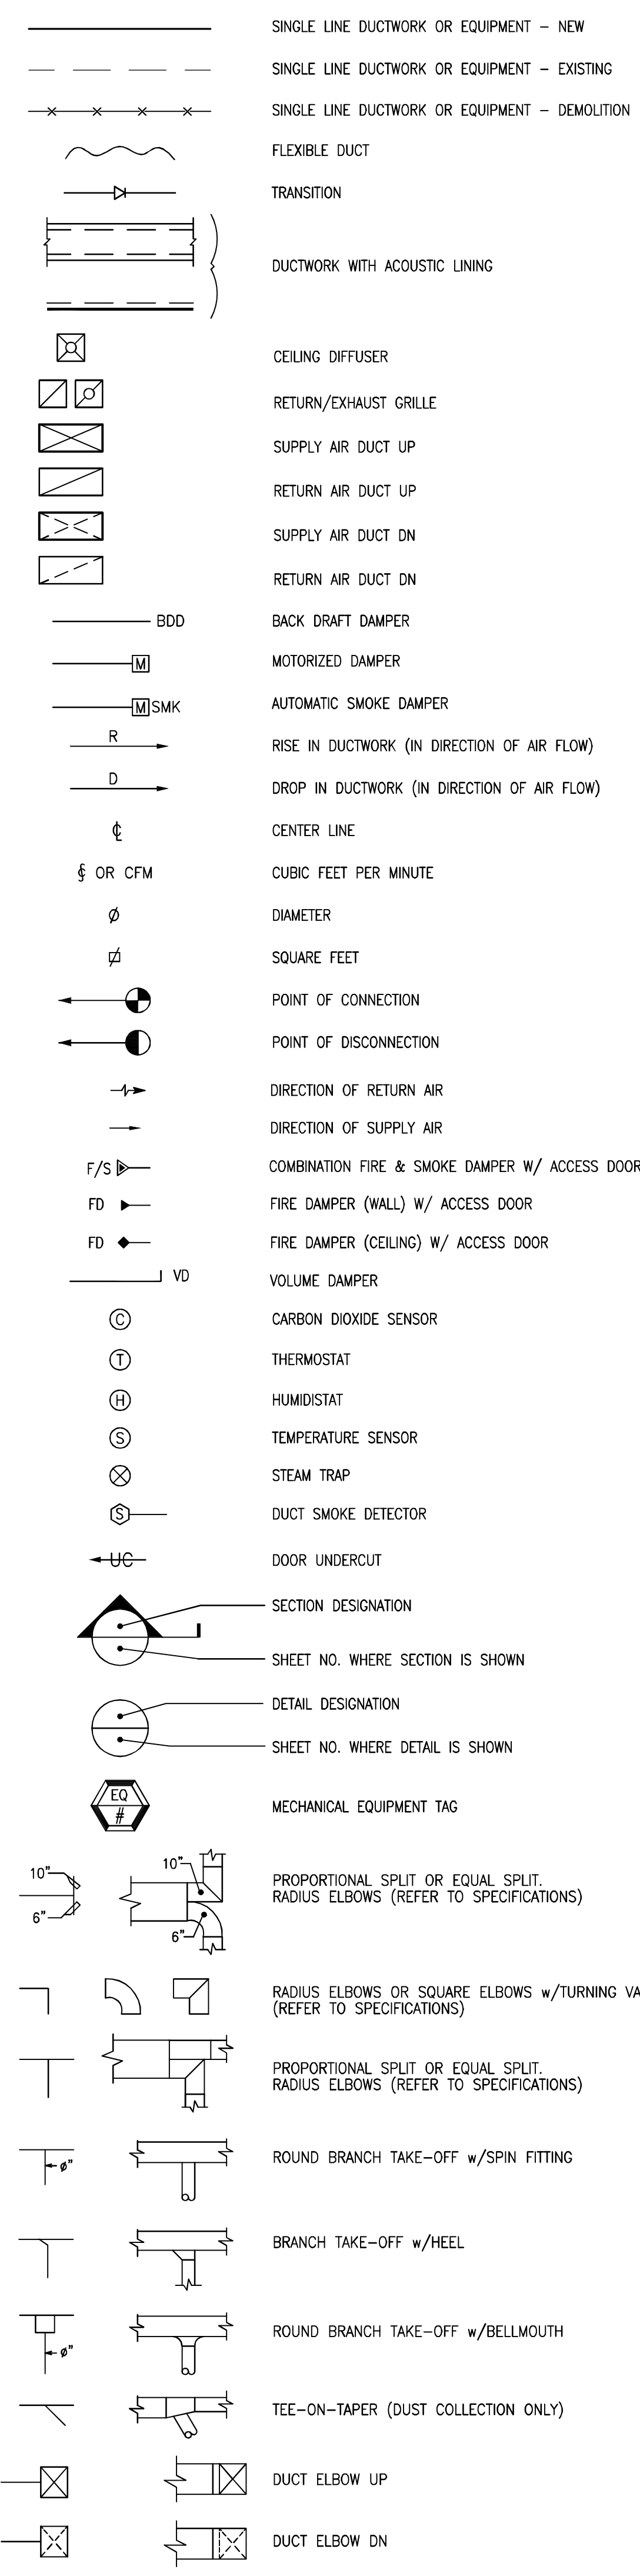 SINGLE LINE DUCTWORK OR EQUIPMENT – NEW
SINGLE LINE DUCTWORK OR EQUIPMENT – EXISTING
SINGLE LINE DUCTWORK OR EQUIPMENT – DEMOLITION
FLEXIBLE DUCT
TRANSITION
DUCTWORK WITH ACOUSTIC LINING
CEILING DIFFUSER
RETURN/EXHAUST GRILLE
SUPPLY AIR DUCT UP
RETURN AIR DUCT UP
SUPPLY AIR DUCT DN
RETURN AIR DUCT DN
BDD BACK DRAFT DAMPER
M MOTORIZED DAMPER
M SMK AUTOMATIC SMOKE DAMPER
R RISE IN DUCTWORK (IN DIRECTION OF AIR FLOW)
D DROP IN DUCTWORK (IN DIRECTION OF AIR FLOW)
℄ CENTER LINE
OR CFM CUBIC FEET PER MINUTE
ø DIAMETER
SQUARE FEET
POINT OF CONNECTION
POINT OF DISCONNECTION
DIRECTION OF RETURN AIR
DIRECTION OF SUPPLY AIR
F/S COMBINATION FIRE & SMOKE DAMPER W/ ACCESS DOOR
FD FIRE DAMPER (WALL) W/ ACCESS DOOR
FD FIRE DAMPER (CEILING) W/ ACCESS DOOR
VD VOLUME DAMPER
C CARBON DIOXIDE SENSOR
T THERMOSTAT
H HUMIDISTAT
S TEMPERATURE SENSOR
STEAM TRAP
S DUCT SMOKE DETECTOR
UC DOOR UNDERCUT
SECTION DESIGNATION
SHEET NO. WHERE SECTION IS SHOWN
DETAIL DESIGNATION
SHEET NO. WHERE DETAIL IS SHOWN
EQ
# MECHANICAL EQUIPMENT TAG
10" 10"
PROPORTIONAL SPLIT OR EQUAL SPLIT.
RADIUS ELBOWS (REFER TO SPECIFICATIONS)
6" 6"
RADIUS ELBOWS OR SQUARE ELBOWS w/TURNING VA
(REFER TO SPECIFICATIONS)
PROPORTIONAL SPLIT OR EQUAL SPLIT.
RADIUS ELBOWS (REFER TO SPECIFICATIONS)
ø" ROUND BRANCH TAKE–OFF w/SPIN FITTING
BRANCH TAKE–OFF w/HEEL
ROUND BRANCH TAKE–OFF w/BELLMOUTH
ø"
TEE–ON–TAPER (DUST COLLECTION ONLY)
DUCT ELBOW UP
DUCT ELBOW DN